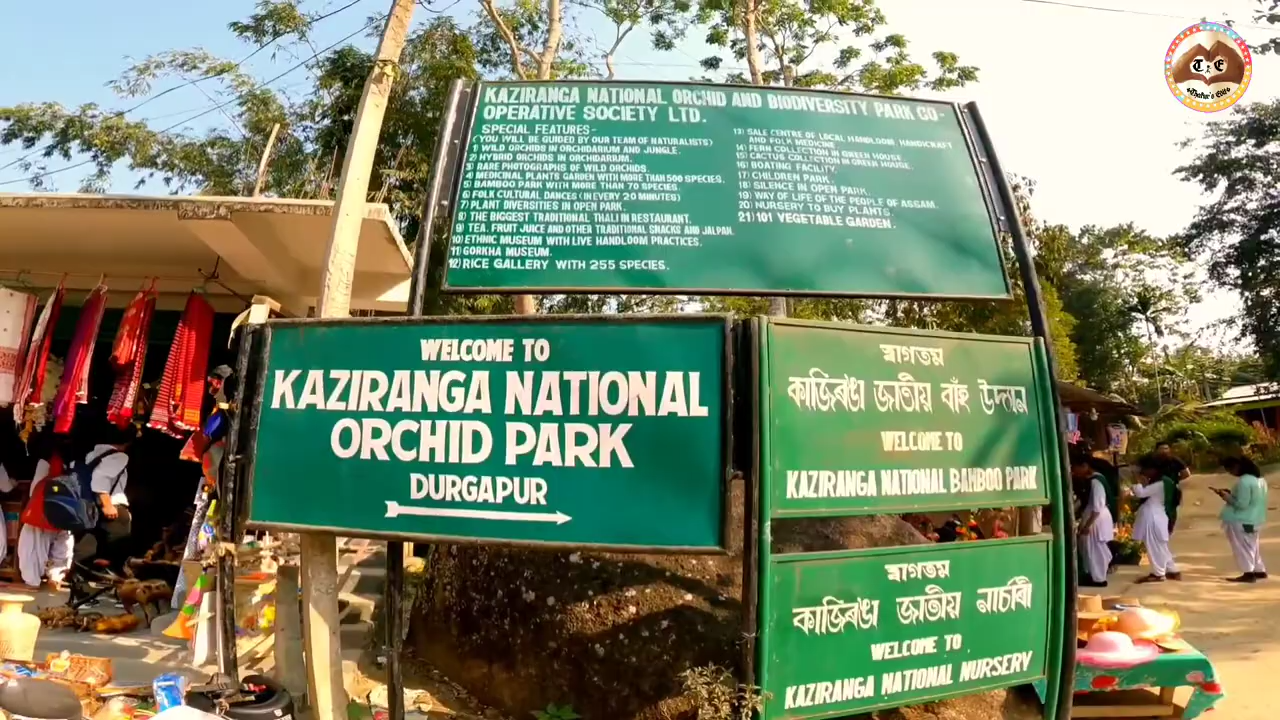 KAZIRANGA NATIONAL ORCHID AND BIODIVERSITY PARK CO-
OPERATIVE SOCIETY LTD.
SPECIAL FEATURES-
(YOU WILL BE GUIDED BY OUR TEAM OF NATURALISTS)
1) WILD ORCHIDS IN ORCHIDARIUM AND JUNGLE.
2) HYBRID ORCHIDS IN ORCHDARIUM.
3) RARE PHOTOGRAPHS OF WILD ORCHIDS.
4) MEDICINAL PLANTS GARDEN WITH MORE THAN 500 SPECIES.
5) BAMBOO PARK WITH MORE THAN 70 SPECIES.
6) FOLK CULTURAL DANCES (IN EVERY 20 MINUTES)
7) PLANT DIVERSITIES IN OPEN PARK.
8) THE BIGGEST TRADITIONAL THALI IN RESTAURANT.
9) TEA, FRUIT JUICE AND OTHER TRADITIONAL SNACKS AND JALPAN.
10) ETHNIC MUSEUM WITH LIVE HANDLOOM PRACTICES.
11) GORKHA MUSEUM.
12) RICE GALLERY WITH 255 SPECIES.
13) SALE CENTRE OF LOCAL HANDLOOM, HANDICRAFT
AND FOLK MEDICINE
14) FERN COLLECTION IN GREEN HOUSE.
15) CACTUS COLLECTION IN GREEN HOUSE.
16) BOATING FACILITY.
17) CHILDREN PARK.
18) SILENCE IN OPEN PARK.
19) WAY OF LIFE OF THE PEOPLE OF ASSAM.
20) NURSERY TO BUY PLANTS.
21) 101 VEGETABLE GARDEN.
WELCOME TO
KAZIRANGA NATIONAL
ORCHID PARK
DURGAPUR
স্বাগতম
কাজিৰঙা জাতীয় বাঁহ উদ্যান
WELCOME TO
KAZIRANGA NATIONAL BAMBOO PARK
স্বাগতম
কাজিৰঙা জাতীয় নাৰ্চাৰী
WELCOME TO
KAZIRANGA NATIONAL NURSERY
T E
Thakur's Edit